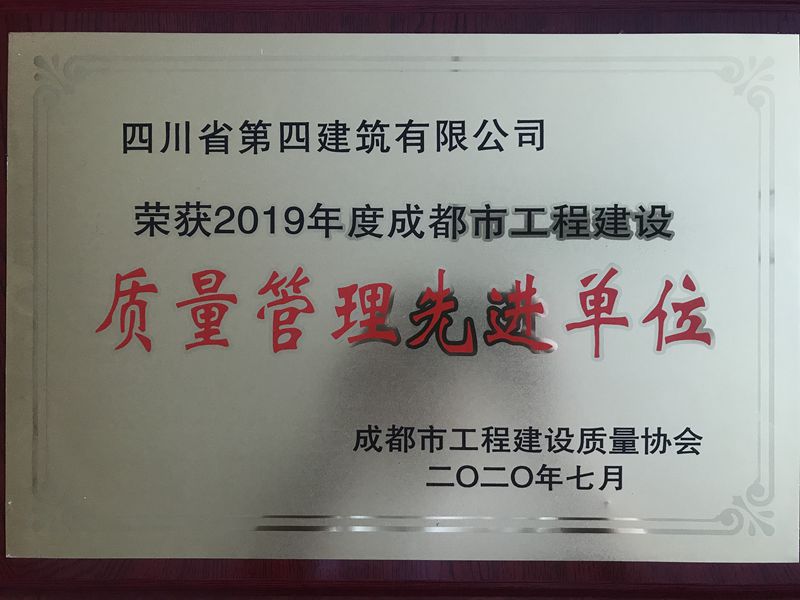 四川省第四建筑有限公司
荣获2019年度成都市工程建设
质量管理先进单位
成都市工程建设质量协会
二〇二〇年七月